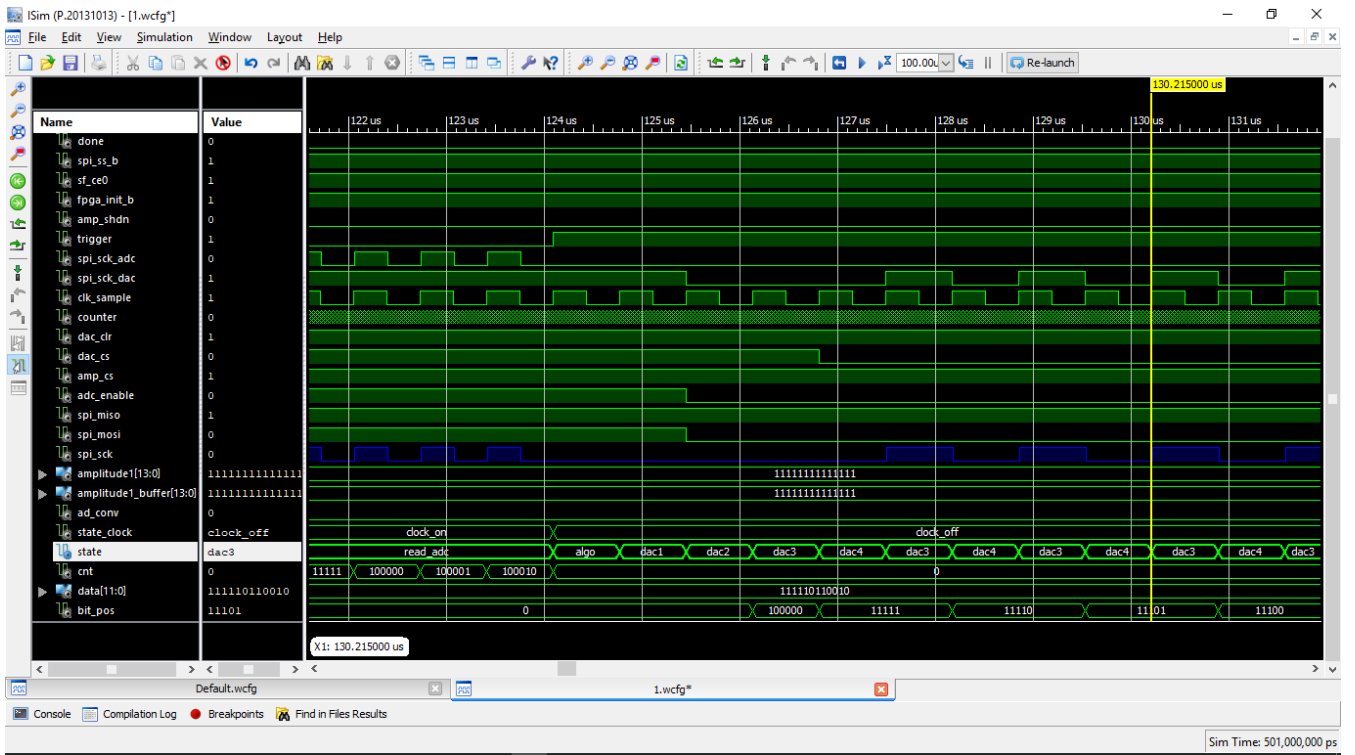 ISim (P.20131013) - [1.wcfg*]
File Edit View Simulation Window Layout Help
100.00u Re-launch
130.215000 us
Name Value
122 us 123 us 124 us 125 us 126 us 127 us 128 us 129 us 130 us 131 us
done 0
spi_ss_b 1
sf_ce0 1
fpga_init_b 1
amp_shdn 0
trigger 1
spi_sck_adc 0
spi_sck_dac 1
clk_sample 1
counter 0
dac_clr 1
dac_cs 0
amp_cs 1
adc_enable 0
spi_miso 1
spi_mosi 0
spi_sck 0
amplitude1[13:0] 11111111111111 11111111111111
amplitude1_buffer[13:0] 11111111111111 11111111111111
ad_conv 0
state_clock clock_off clock_on clock_off
state dac3 read_adc algo dac1 dac2 dac3 dac4 dac3 dac4 dac3 dac4 dac3 dac4 dac3
cnt 0 11111 100000 100001 100010 0
data[11:0] 111110110010 111110110010
bit_pos 11101 0 100000 11111 11110 11101 11100
X1: 130.215000 us
Default.wcfg 1.wcfg*
Console Compilation Log Breakpoints Find in Files Results
Sim Time: 501,000,000 ps